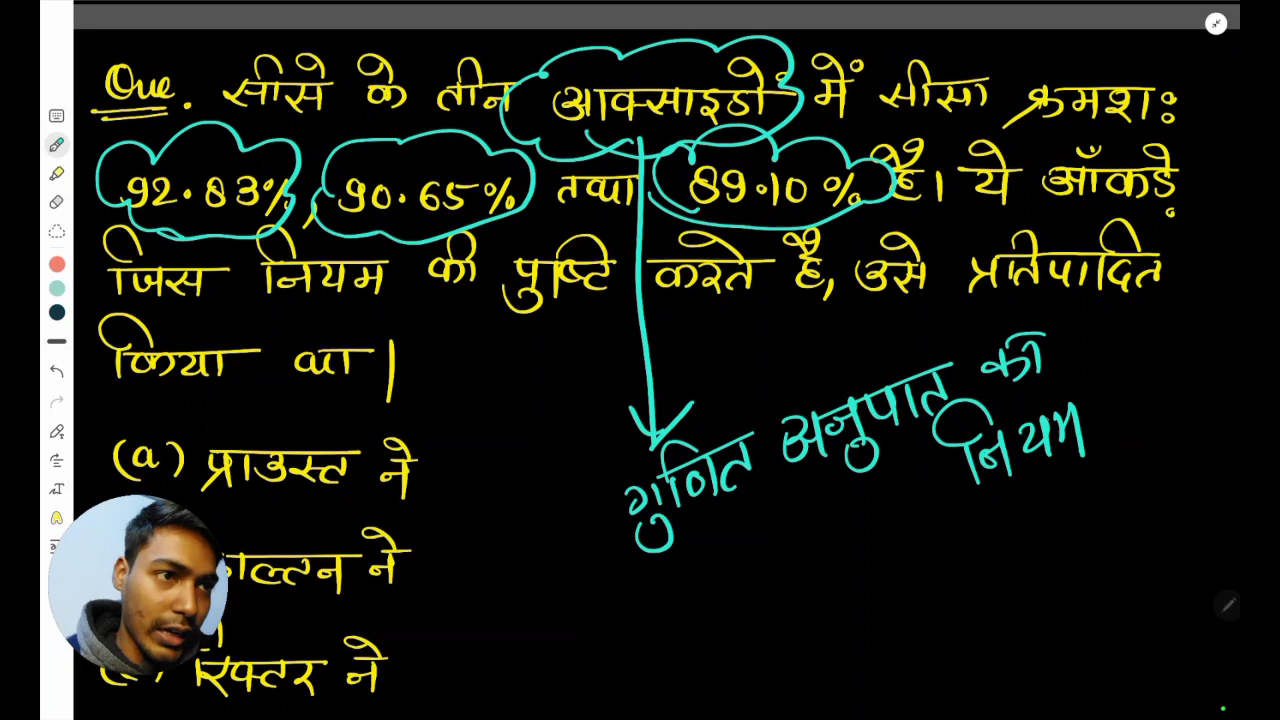 Que. सीसे के तीन आक्साइडों में सीसा क्रमशः
92.83%, 90.65% तथा 89.10% है। ये आँकड़े
जिस नियम की पुष्टि करते है, उसे प्रतिपादित
किया था|
(a) प्राउस्ट ने
ाल्टन ने
रिक्टर ने
गुणित अनुपात की
नियम